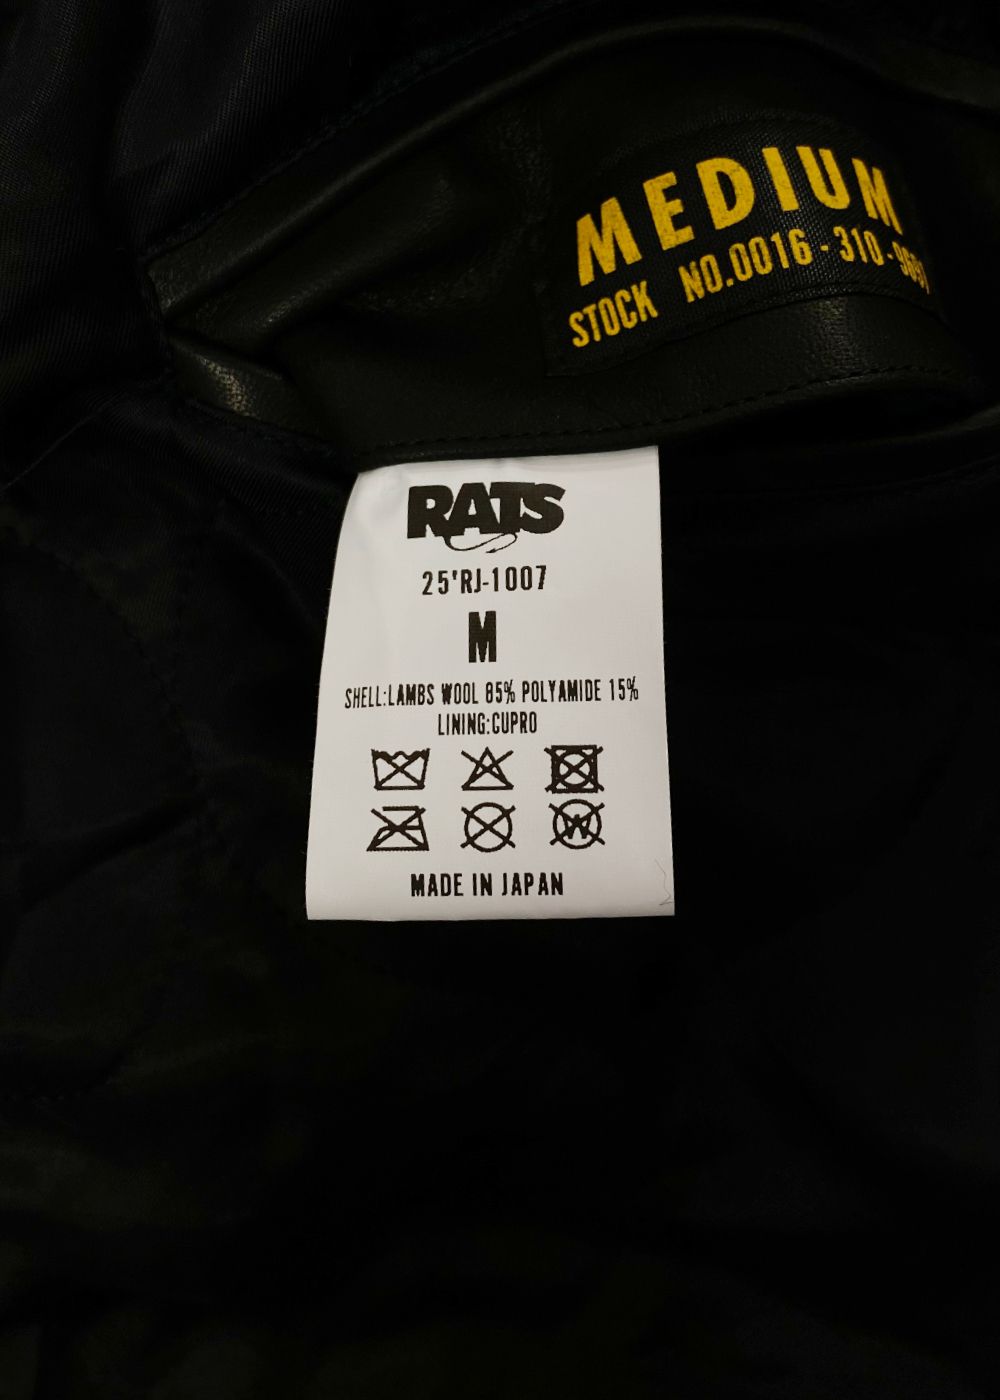 MEDIUM
STOCK NO.0016-310-
RATS
25'RJ-1007
M
SHELL:LAMBS WOOL 85% POLYAMIDE 15%
LINING:CUPRO
W
MADE IN JAPAN